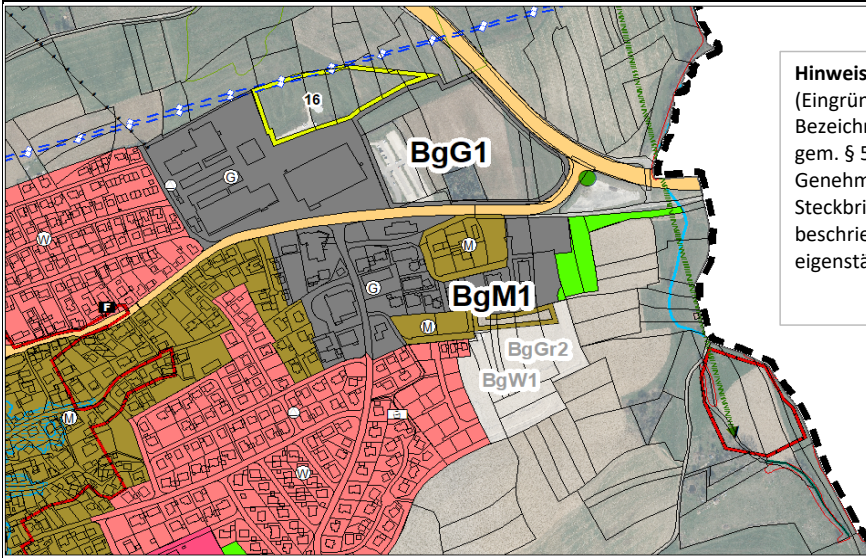 Hinweis
(Eingrün
Bezeichn
gem. § 5
Genehm
Steckbri
beschrie
eigenstä
16
BgG1
G
W
M
G
BgM1
F
M
BgGr2
BgW1
M
W